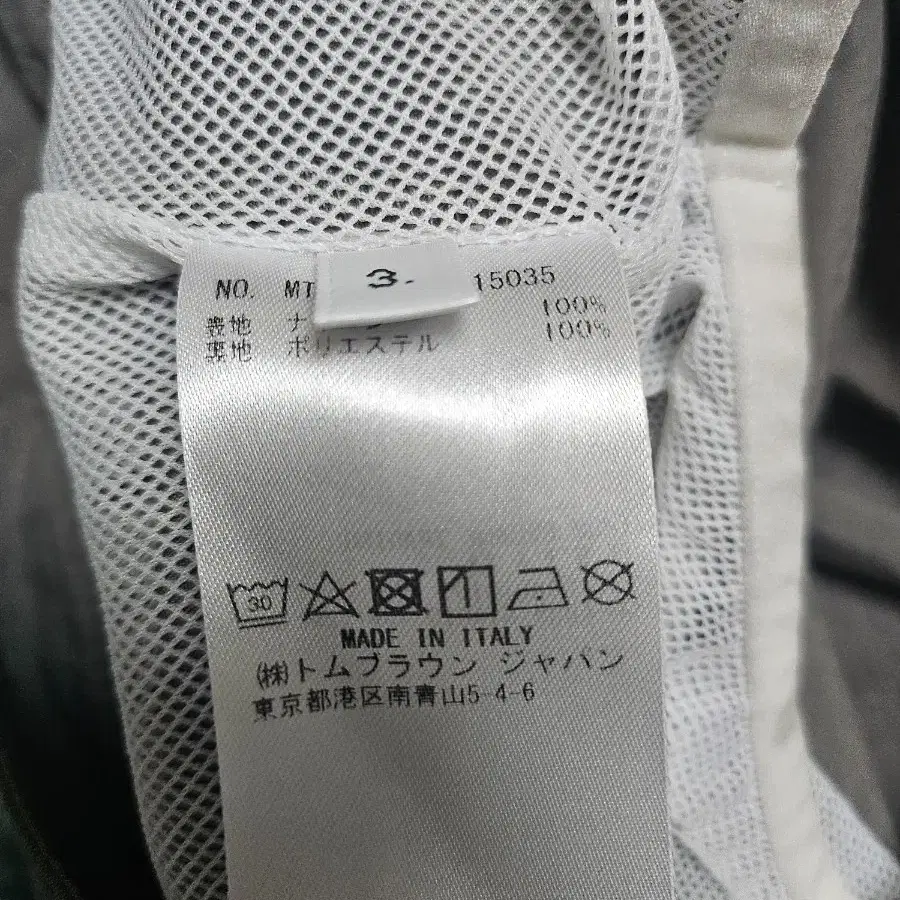 3.
NO. MT 15035
表地 100%
裏地 ポリエステル 100%
30
MADE IN ITALY
(株)トムブラウン ジャパン
東京都港区南青山5-4-6